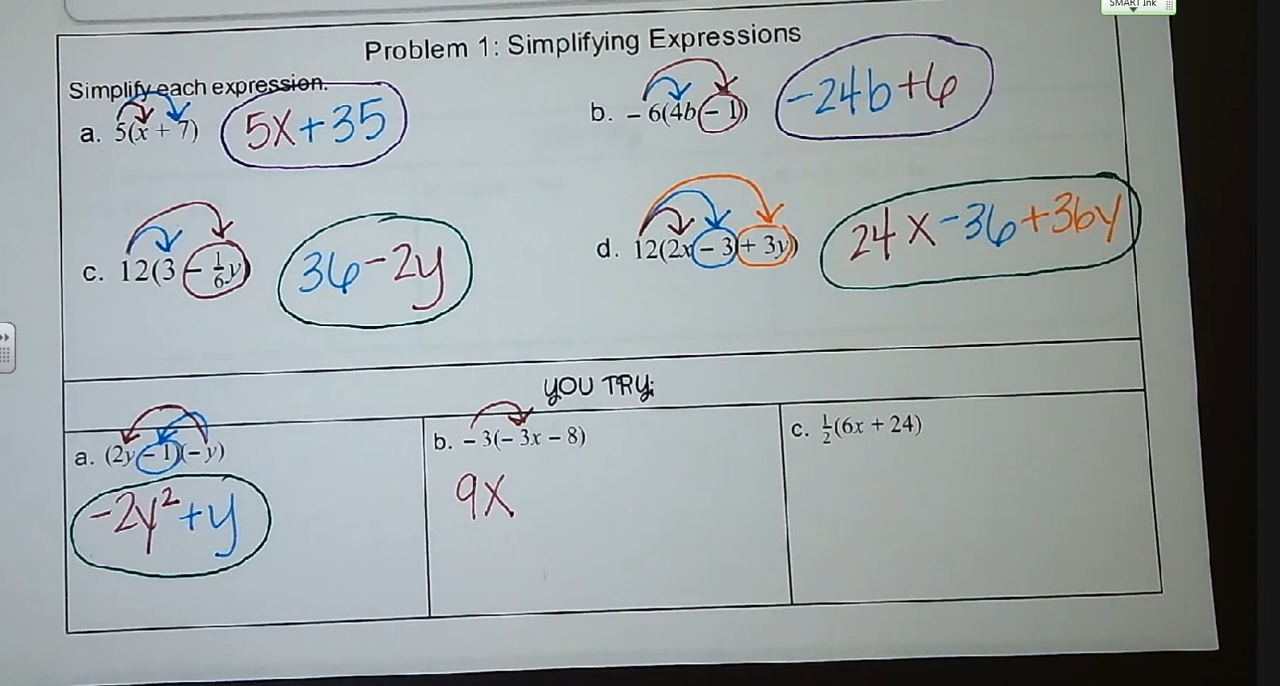 SMART Ink
Problem 1: Simplifying Expressions
Simplify each expression.
a. 5(x + 7) 5x+35
b. – 6(4b – 1) -24b+6
c. 12(3 – 1/6y) 36-2y
d. 12(2x – 3 + 3y) 24x-36+36y
YOU TRY:
a. (2y – 1)(– y)
-2y²+y
b. – 3(– 3x – 8)
9x
c. 1/2(6x + 24)